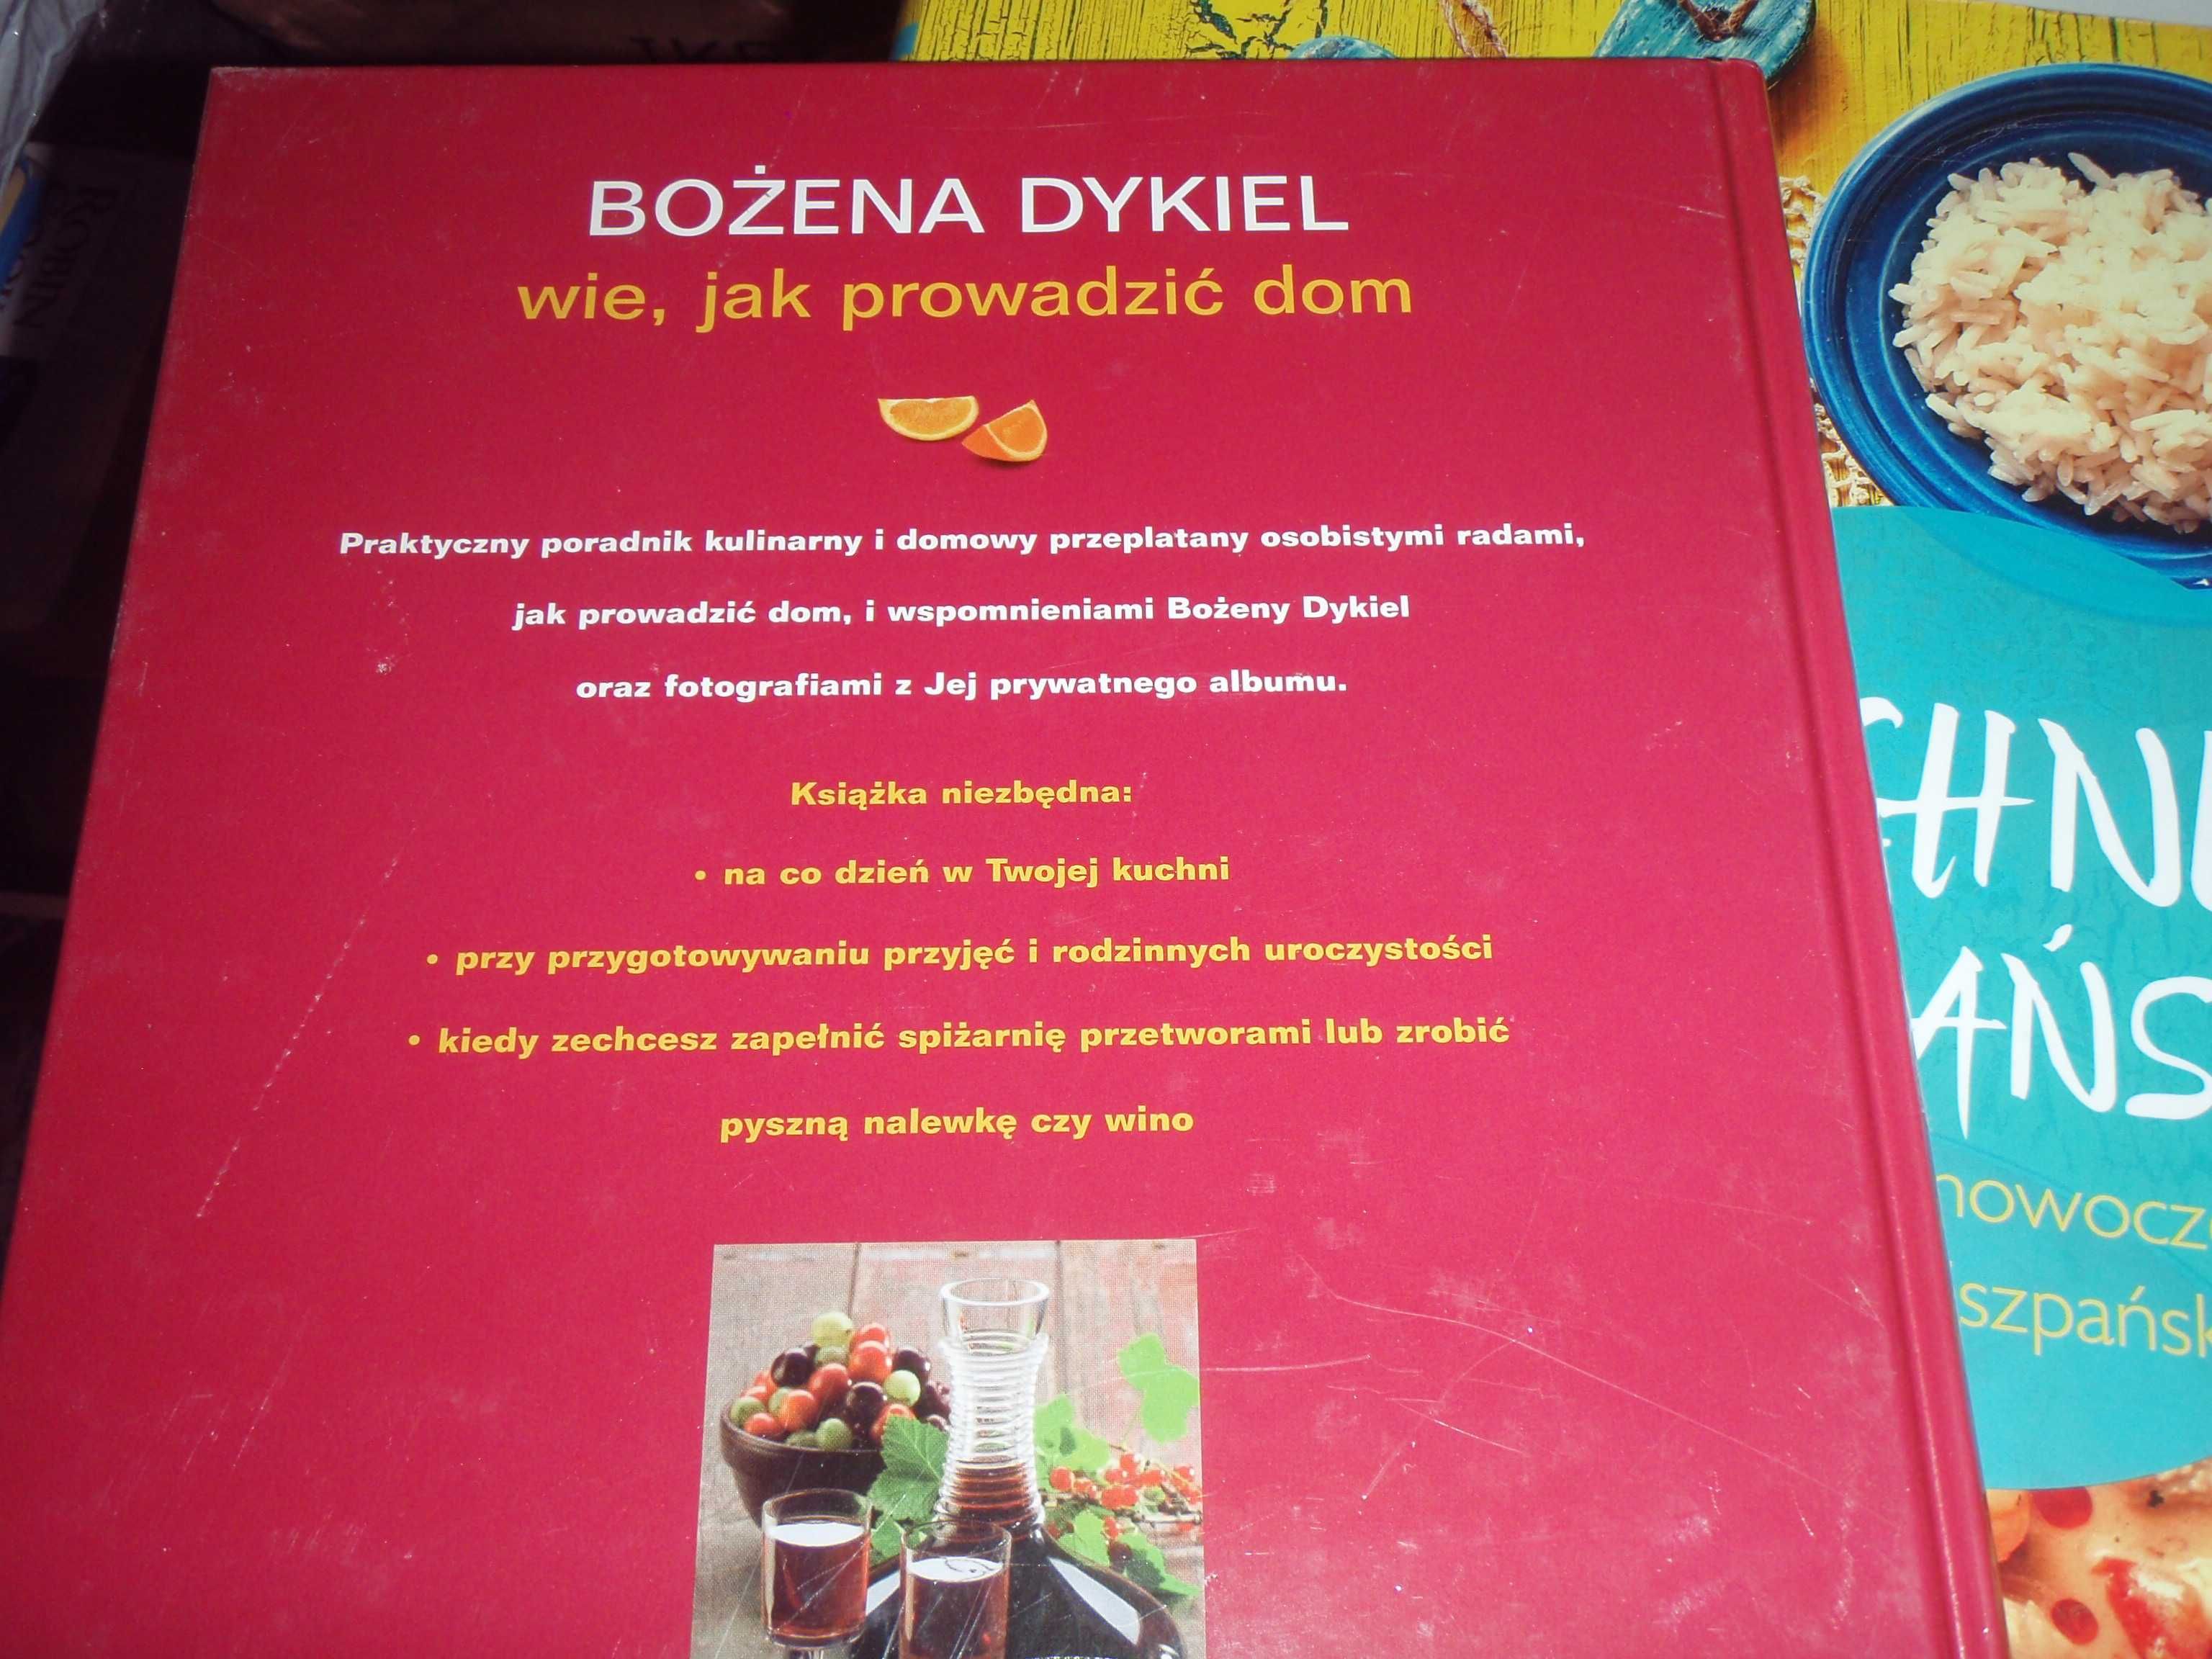 BOŻENA DYKIEL
wie, jak prowadzić dom
Praktyczny poradnik kulinarny i domowy przeplatany osobistymi radami,
jak prowadzić dom, i wspomnieniami Bożeny Dykiel
oraz fotografiami z Jej prywatnego albumu.
Książka niezbędna:
• na co dzień w Twojej kuchni
• przy przygotowywaniu przyjęć i rodzinnych uroczystości
• kiedy zechcesz zapełnić spiżarnię przetworami lub zrobić
pyszną nalewkę czy wino
ROBIN